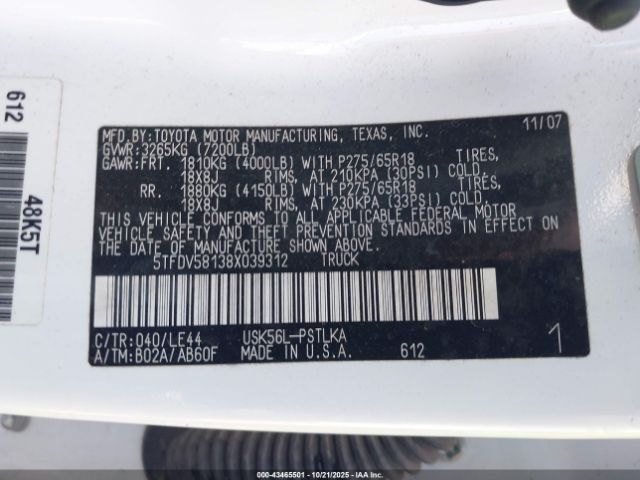 612
48K5T
MFD.BY:TOYOTA MOTOR MANUFACTURING, TEXAS, INC. 11/07
GVWR:3265KG (7200LB)
GAWR:FRT. 1810KG (4000LB) WITH P275/65R18 TIRES,
18X8J RIMS, AT 210KPA (30PSI) COLD.
RR. 1880KG (4150LB) WITH P275/65R18 TIRES,
18X8J RIMS, AT 230KPA (33PSI) COLD.
THIS VEHICLE CONFORMS TO ALL APPLICABLE FEDERAL MOTOR
VEHICLE SAFETY AND THEFT PREVENTION STANDARDS IN EFFECT ON
THE DATE OF MANUFACTURE SHOWN ABOVE.
5TFDV58138X039312 TRUCK
C/TR:040/LE44 USK56L-PSTLKA
A/TM:B02A/AB60F MADE IN U.S.A. 612 1
000-43465501 - 10/21/2025 - IAAI.COM